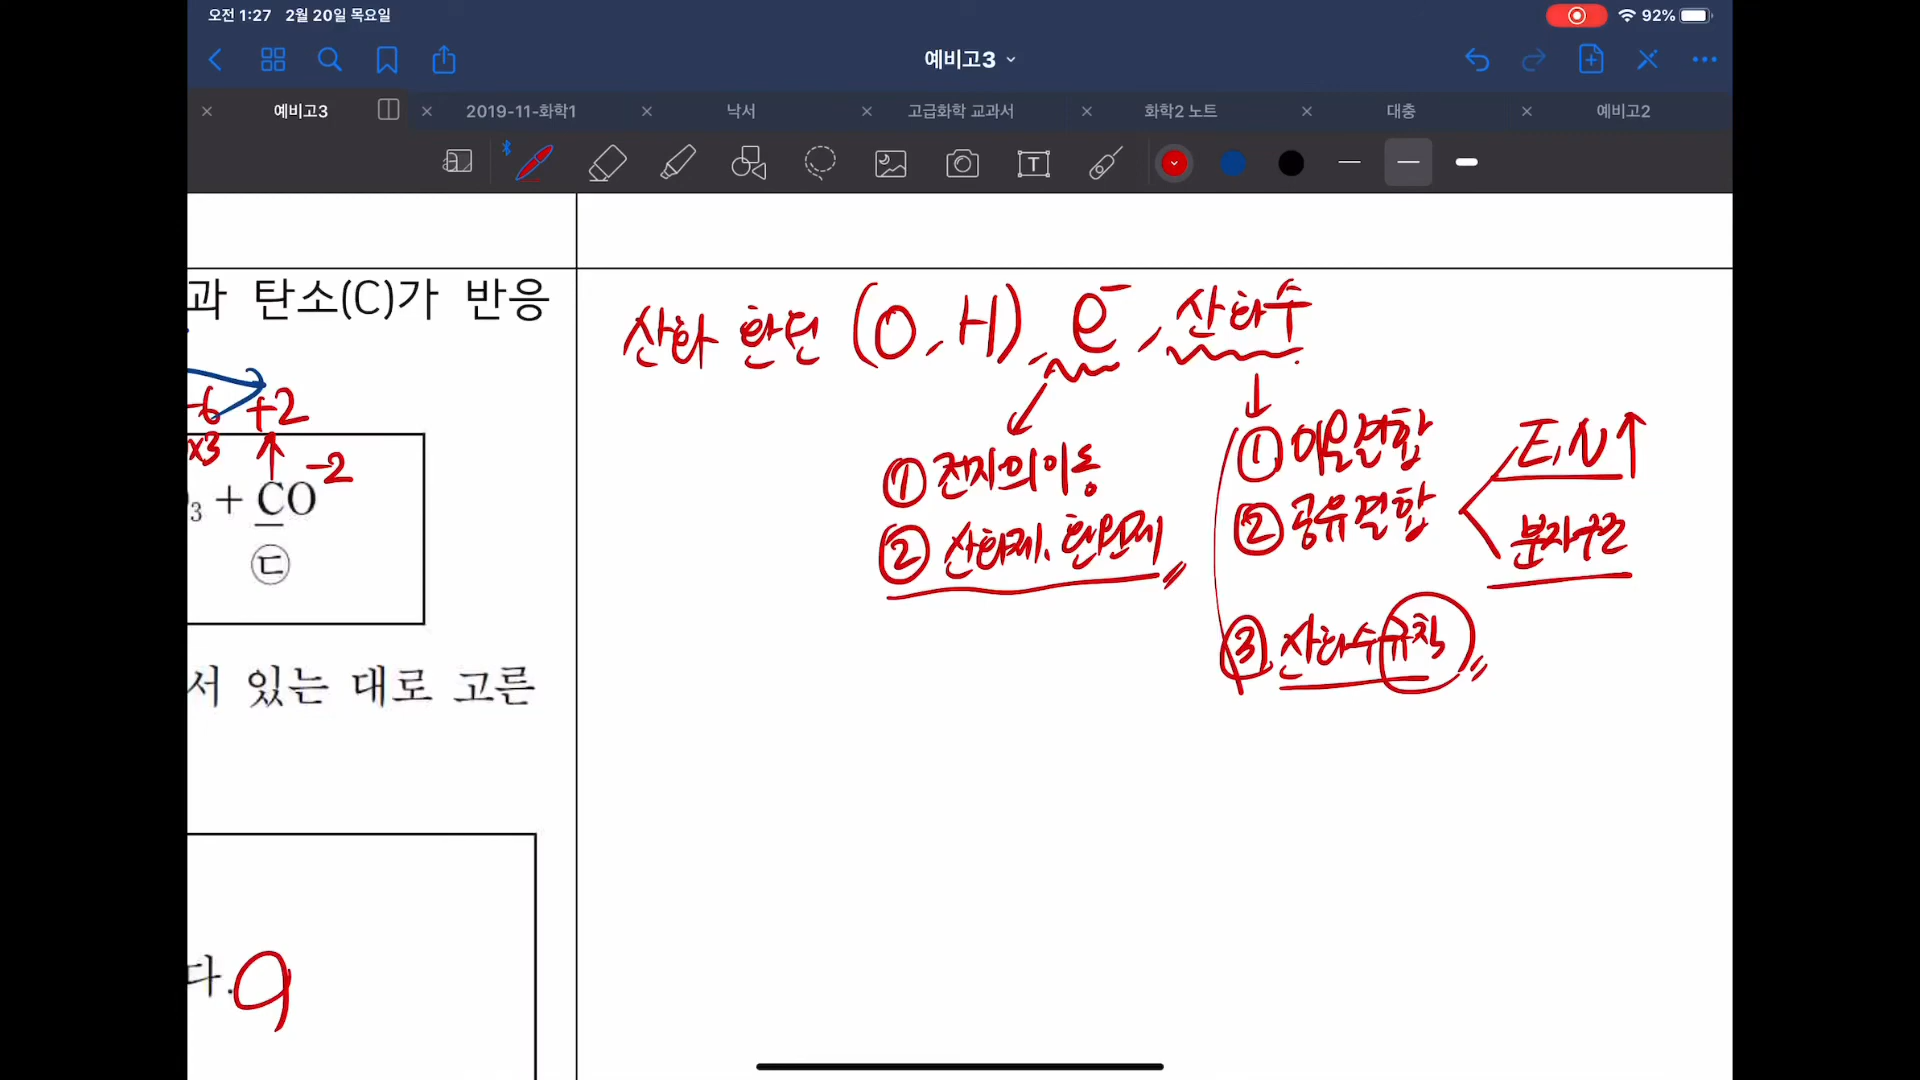 오전 1:27 2월 20일 목요일 92%
예비고3
예비고3 2019-11-화학1 낙서 고급화학 교과서 화학2 노트 대충 예비고2
과 탄소(C)가 반응
-6 +2
×3 -2
₃ + CO
㉢
서 있는 대로 고른
다. 9
산화 환원 (O, H), e⁻, 산화수
① 전자의 이동
② 산화제, 환원제
① 이온결합
② 공유결합
E.N↑
분자구조
③ 산화수 규칙